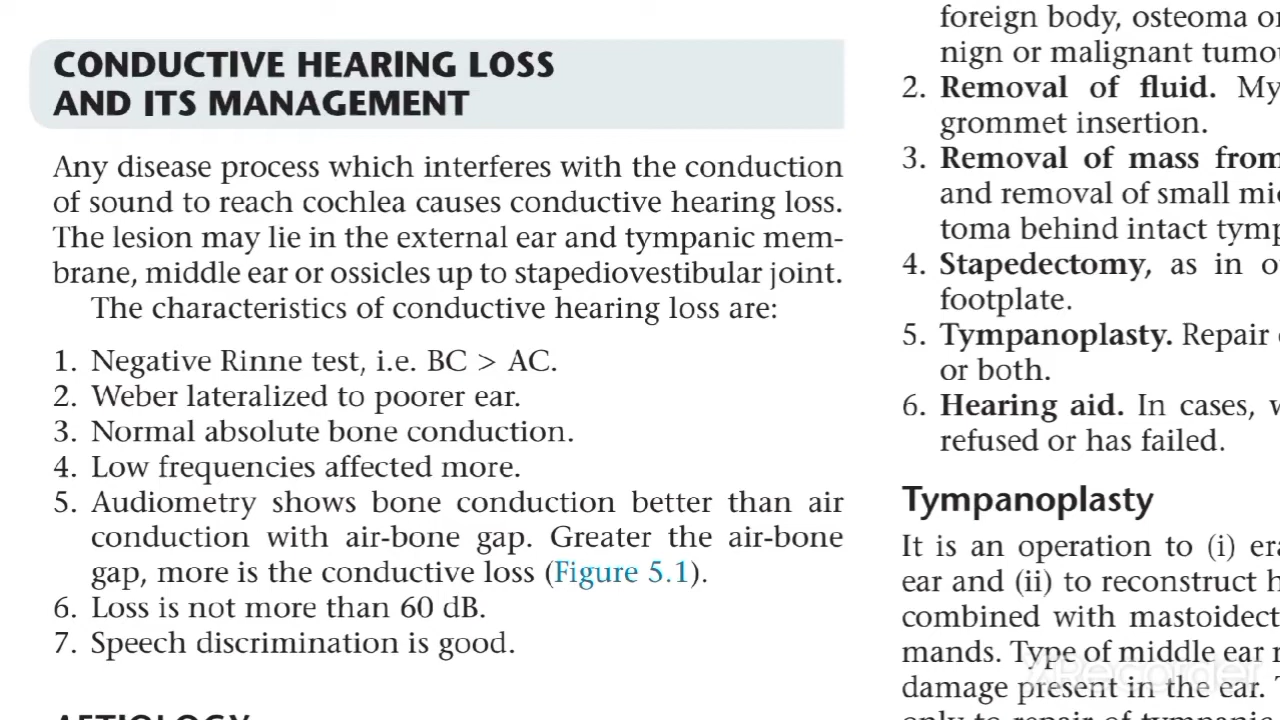 CONDUCTIVE HEARING LOSS
AND ITS MANAGEMENT
Any disease process which interferes with the conduction
of sound to reach cochlea causes conductive hearing loss.
The lesion may lie in the external ear and tympanic mem-
brane, middle ear or ossicles up to stapediovestibular joint.
The characteristics of conductive hearing loss are:
1. Negative Rinne test, i.e. BC > AC.
2. Weber lateralized to poorer ear.
3. Normal absolute bone conduction.
4. Low frequencies affected more.
5. Audiometry shows bone conduction better than air
conduction with air-bone gap. Greater the air-bone
gap, more is the conductive loss (Figure 5.1).
6. Loss is not more than 60 dB.
7. Speech discrimination is good.
AETIOLOGY
foreign body, osteoma or
nign or malignant tumou
2. Removal of fluid. My
grommet insertion.
3. Removal of mass from
and removal of small mi
toma behind intact tymp
4. Stapedectomy, as in o
footplate.
5. Tympanoplasty. Repair
or both.
6. Hearing aid. In cases, w
refused or has failed.
Tympanoplasty
It is an operation to (i) era
ear and (ii) to reconstruct h
combined with mastoidect
mands. Type of middle ear r
damage present in the ear. T
only to repair of tympanic
XRecorder